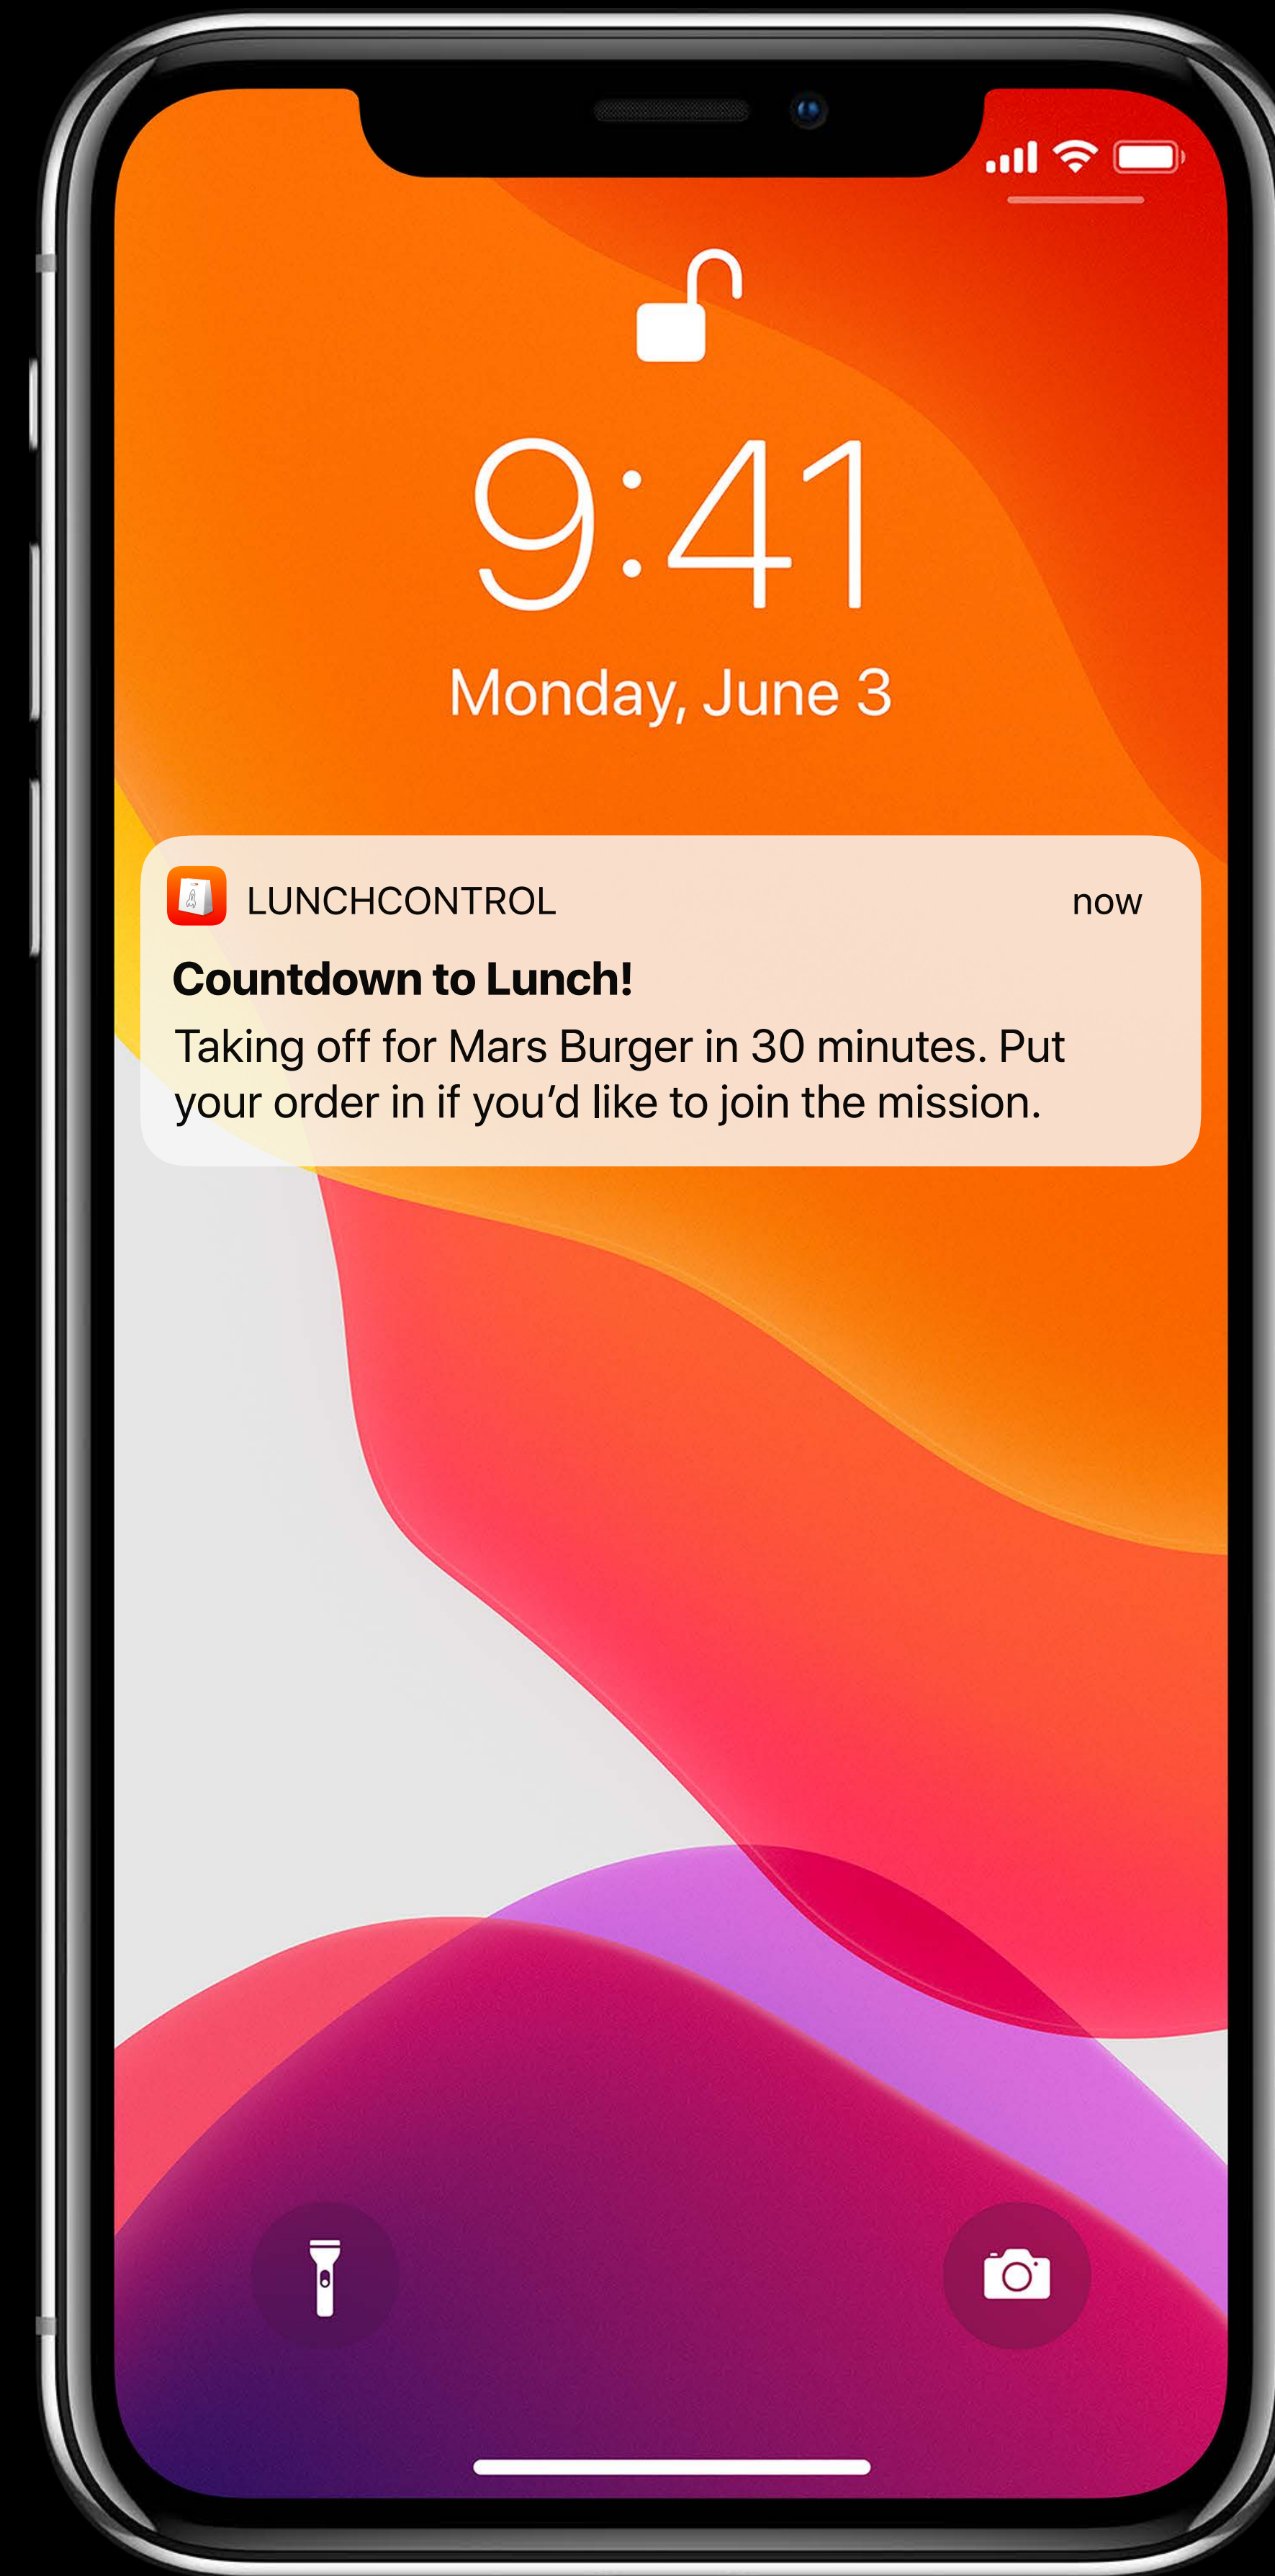 9:41
Monday, June 3
LUNCHCONTROL now
Countdown to Lunch!
Taking off for Mars Burger in 30 minutes. Put
your order in if you’d like to join the mission.